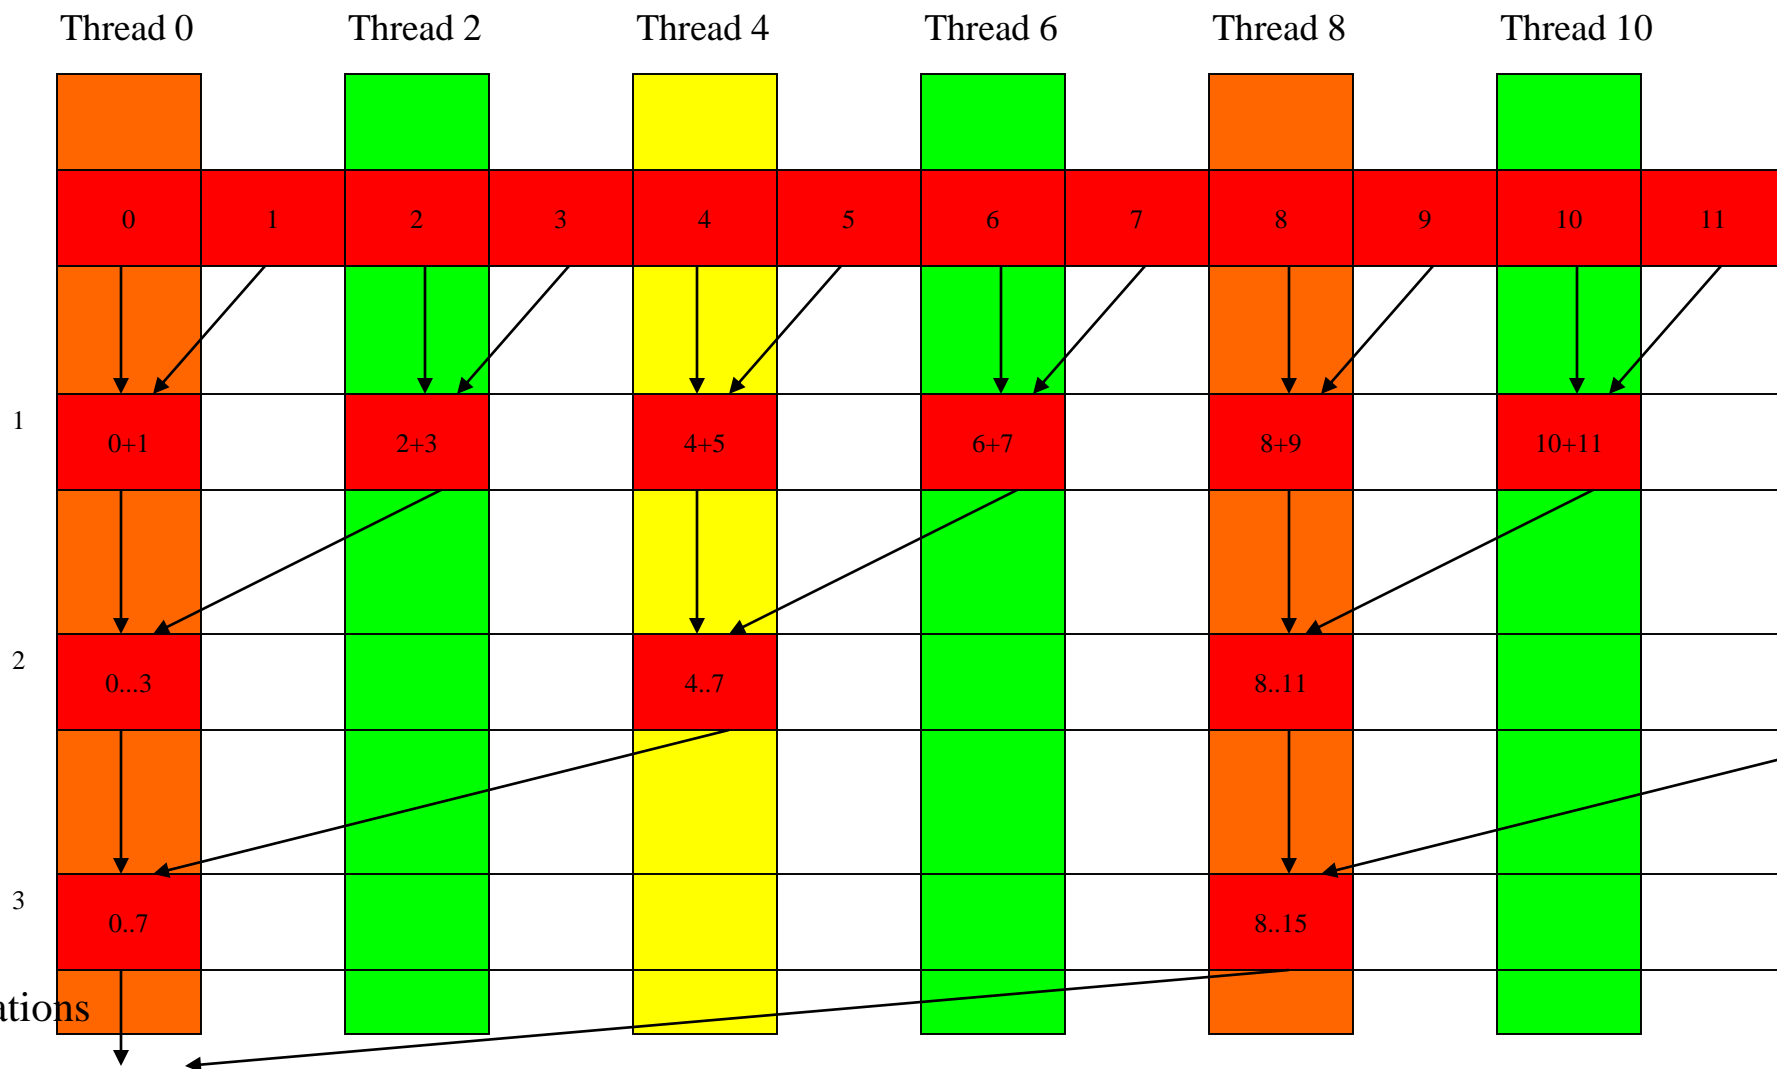 Thread 0 Thread 2 Thread 4 Thread 6 Thread 8 Thread 10
0 1 2 3 4 5 6 7 8 9 10 11
1 0+1 2+3 4+5 6+7 8+9 10+11
2 0...3 4..7 8..11
3 0..7 8..15
ations